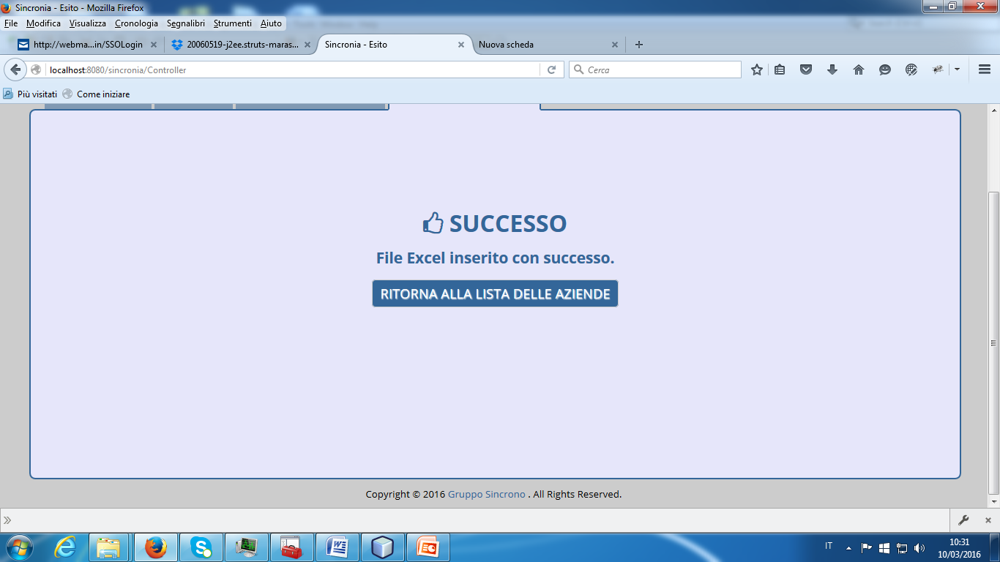 Sincronia - Esito - Mozilla Firefox
File Modifica Visualizza Cronologia Segnalibri Strumenti Aiuto
http://webma...in/SSOLogin 20060519-j2ee.struts-maras... Sincronia - Esito Nuova scheda
localhost:8080/sincronia/Controller Cerca
Più visitati Come iniziare
SUCCESSO
File Excel inserito con successo.
RITORNA ALLA LISTA DELLE AZIENDE
Copyright © 2016 Gruppo Sincrono . All Rights Reserved.
IT
10:31
10/03/2016